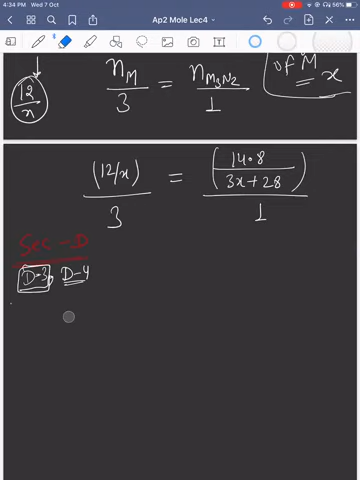 4:34 PM Wed 7 Oct
53%
Ap2 Mole Lec4
12/x
n_M/3 = n_M3N2/1
of M = x
(12/x)/3 = (14.8/(3x+28))/1
Sec-D
D-3, D-4